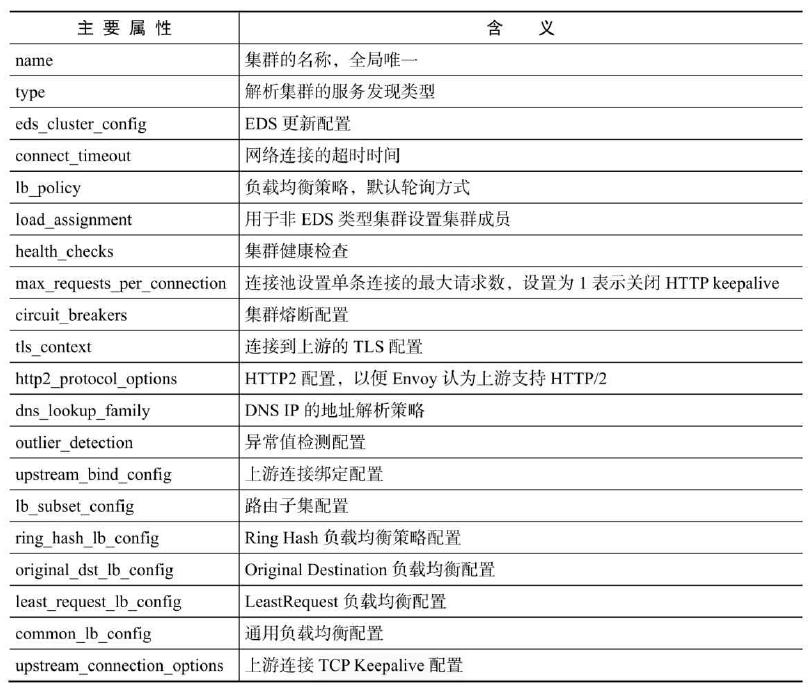 主要属性 含义
name 集群的名称，全局唯一
type 解析集群的服务发现类型
eds_cluster_config EDS 更新配置
connect_timeout 网络连接的超时时间
lb_policy 负载均衡策略，默认轮询方式
load_assignment 用于非 EDS 类型集群设置集群成员
health_checks 集群健康检查
max_requests_per_connection 连接池设置单条连接的最大请求数，设置为 1 表示关闭 HTTP keepalive
circuit_breakers 集群熔断配置
tls_context 连接到上游的 TLS 配置
http2_protocol_options HTTP2 配置，以便 Envoy 认为上游支持 HTTP/2
dns_lookup_family DNS IP 的地址解析策略
outlier_detection 异常值检测配置
upstream_bind_config 上游连接绑定配置
lb_subset_config 路由子集配置
ring_hash_lb_config Ring Hash 负载均衡策略配置
original_dst_lb_config Original Destination 负载均衡配置
least_request_lb_config LeastRequest 负载均衡配置
common_lb_config 通用负载均衡配置
upstream_connection_options 上游连接 TCP Keepalive 配置